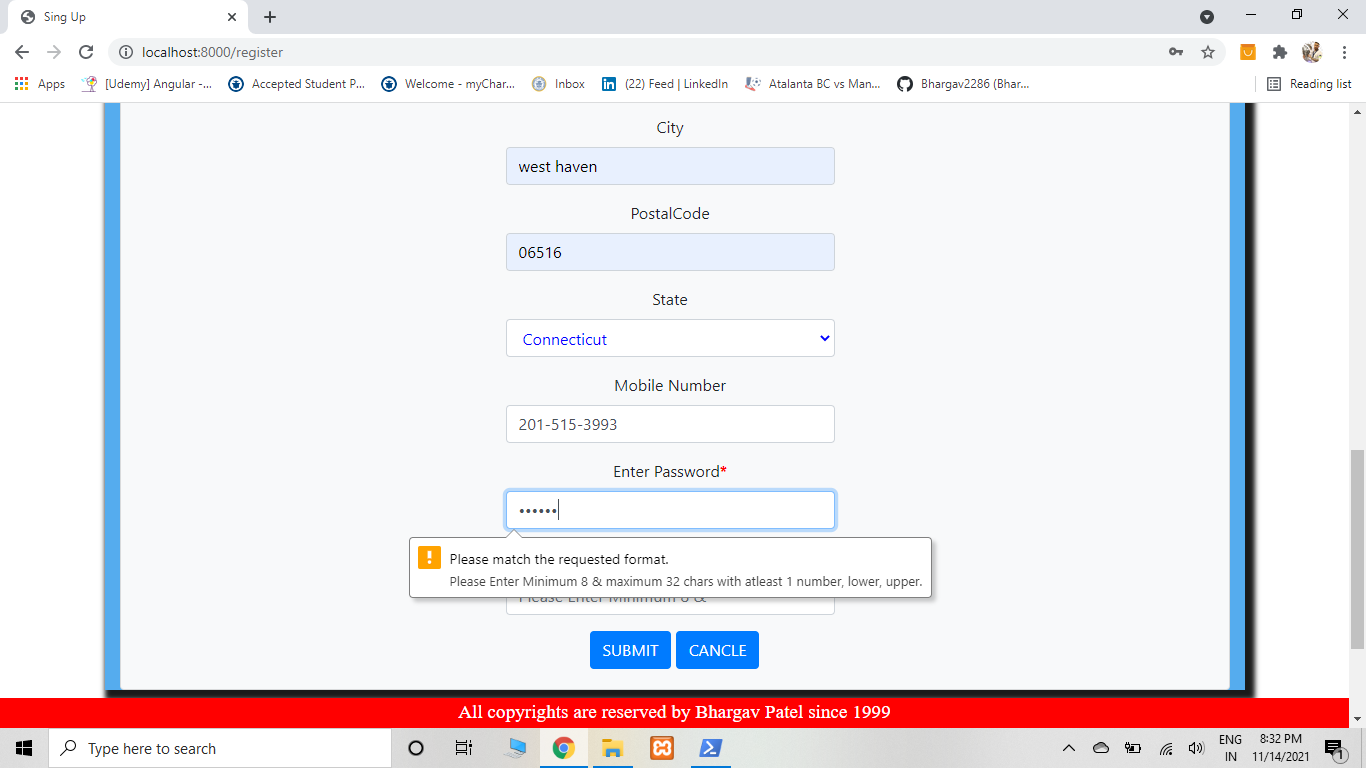 Sing Up
localhost:8000/register
Apps [Udemy] Angular -... Accepted Student P... Welcome - myChar... Inbox (22) Feed | LinkedIn Atalanta BC vs Man... Bhargav2286 (Bhar... Reading list
City
west haven
PostalCode
06516
State
Connecticut
Mobile Number
201-515-3993
Enter Password*
••••••
Please match the requested format.
Please Enter Minimum 8 & maximum 32 chars with atleast 1 number, lower, upper.
Please Enter Minimum 8 &
SUBMIT CANCLE
All copyrights are reserved by Bhargav Patel since 1999
Type here to search
ENG
IN
8:32 PM
11/14/2021
1